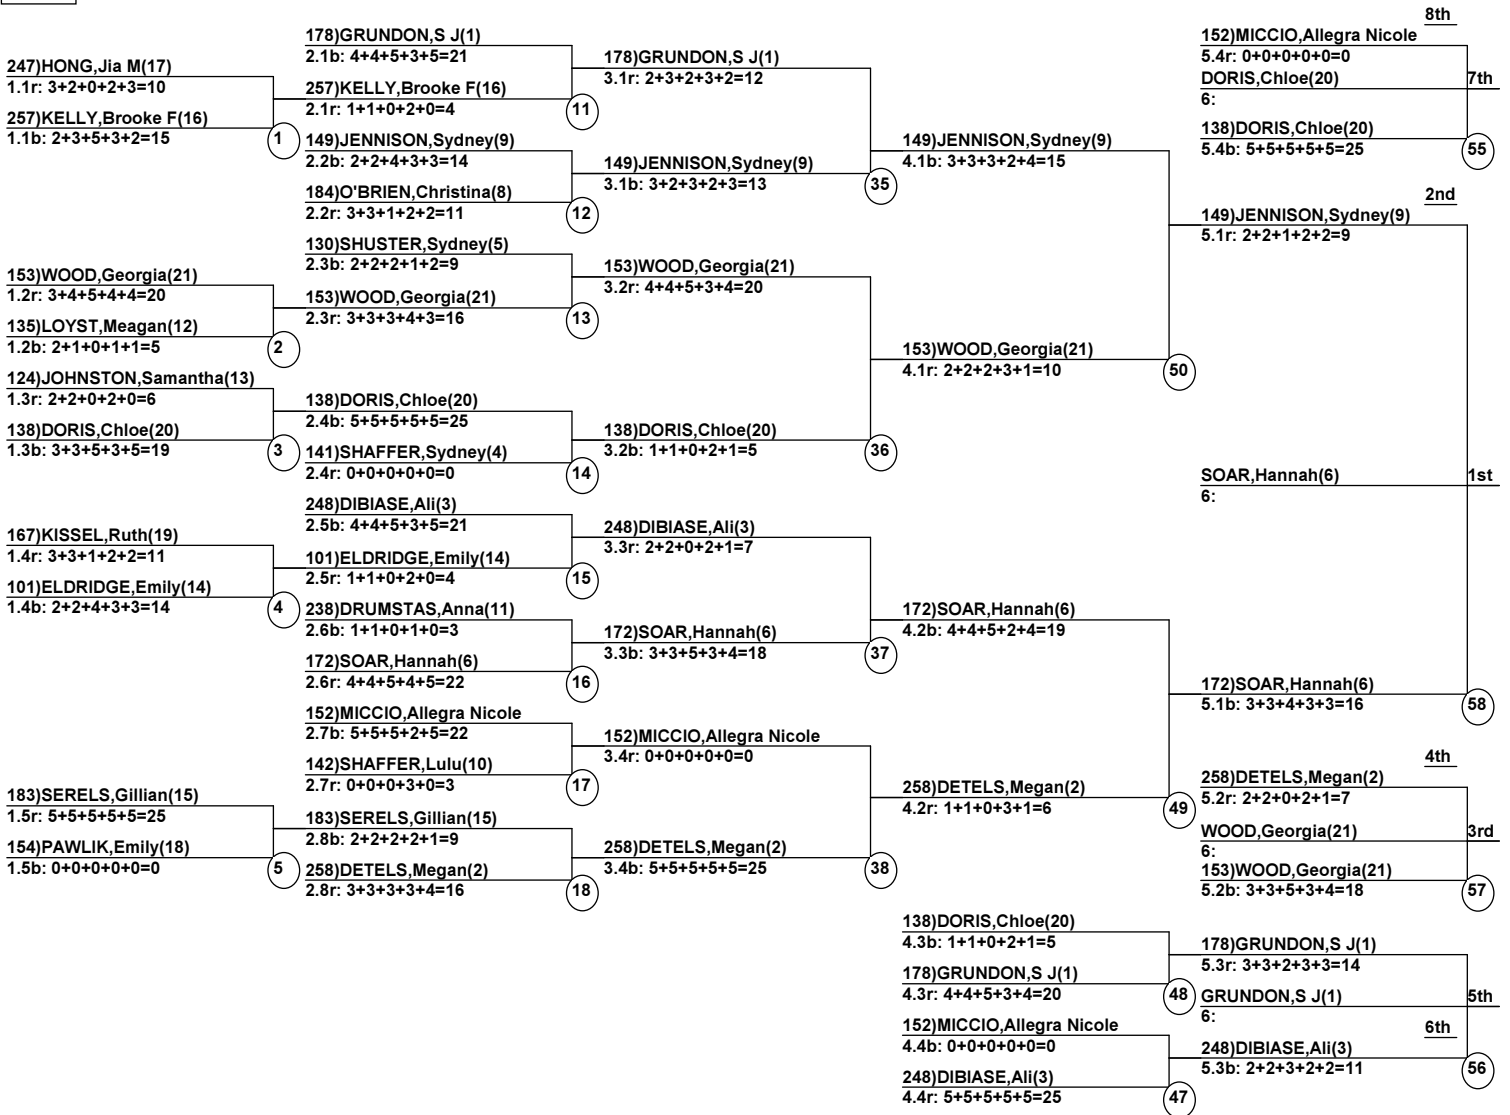 247)HONG,Jia M(17)
1.1r: 3+2+0+2+3=10
257)KELLY,Brooke F(16)
1.1b: 2+3+5+3+2=15
1
153)WOOD,Georgia(21)
1.2r: 3+4+5+4+4=20
135)LOYST,Meagan(12)
1.2b: 2+1+0+1+1=5
2
124)JOHNSTON,Samantha(13)
1.3r: 2+2+0+2+0=6
138)DORIS,Chloe(20)
1.3b: 3+3+5+3+5=19
3
167)KISSEL,Ruth(19)
1.4r: 3+3+1+2+2=11
101)ELDRIDGE,Emily(14)
1.4b: 2+2+4+3+3=14
4
183)SERELS,Gillian(15)
1.5r: 5+5+5+5+5=25
154)PAWLIK,Emily(18)
1.5b: 0+0+0+0+0=0
5
178)GRUNDON,S J(1)
2.1b: 4+4+5+3+5=21
257)KELLY,Brooke F(16)
2.1r: 1+1+0+2+0=4
11
149)JENNISON,Sydney(9)
2.2b: 2+2+4+3+3=14
184)O'BRIEN,Christina(8)
2.2r: 3+3+1+2+2=11
12
130)SHUSTER,Sydney(5)
2.3b: 2+2+2+1+2=9
153)WOOD,Georgia(21)
2.3r: 3+3+3+4+3=16
13
138)DORIS,Chloe(20)
2.4b: 5+5+5+5+5=25
141)SHAFFER,Sydney(4)
2.4r: 0+0+0+0+0=0
14
248)DIBIASE,Ali(3)
2.5b: 4+4+5+3+5=21
101)ELDRIDGE,Emily(14)
2.5r: 1+1+0+2+0=4
15
238)DRUMSTAS,Anna(11)
2.6b: 1+1+0+1+0=3
172)SOAR,Hannah(6)
2.6r: 4+4+5+4+5=22
16
152)MICCIO,Allegra Nicole
2.7b: 5+5+5+2+5=22
142)SHAFFER,Lulu(10)
2.7r: 0+0+0+3+0=3
17
183)SERELS,Gillian(15)
2.8b: 2+2+2+2+1=9
258)DETELS,Megan(2)
2.8r: 3+3+3+3+4=16
18
178)GRUNDON,S J(1)
3.1r: 2+3+2+3+2=12
149)JENNISON,Sydney(9)
3.1b: 3+2+3+2+3=13
35
153)WOOD,Georgia(21)
3.2r: 4+4+5+3+4=20
138)DORIS,Chloe(20)
3.2b: 1+1+0+2+1=5
36
248)DIBIASE,Ali(3)
3.3r: 2+2+0+2+1=7
172)SOAR,Hannah(6)
3.3b: 3+3+5+3+4=18
37
152)MICCIO,Allegra Nicole
3.4r: 0+0+0+0+0=0
258)DETELS,Megan(2)
3.4b: 5+5+5+5+5=25
38
149)JENNISON,Sydney(9)
4.1b: 3+3+3+2+4=15
153)WOOD,Georgia(21)
4.1r: 2+2+2+3+1=10
50
172)SOAR,Hannah(6)
4.2b: 4+4+5+2+4=19
258)DETELS,Megan(2)
4.2r: 1+1+0+3+1=6
49
138)DORIS,Chloe(20)
4.3b: 1+1+0+2+1=5
178)GRUNDON,S J(1)
4.3r: 4+4+5+3+4=20
48
152)MICCIO,Allegra Nicole
4.4b: 0+0+0+0+0=0
248)DIBIASE,Ali(3)
4.4r: 5+5+5+5+5=25
47
8th
152)MICCIO,Allegra Nicole
5.4r: 0+0+0+0+0=0
DORIS,Chloe(20)
7th
6:
138)DORIS,Chloe(20)
5.4b: 5+5+5+5+5=25
55
2nd
149)JENNISON,Sydney(9)
5.1r: 2+2+1+2+2=9
SOAR,Hannah(6)
1st
6:
172)SOAR,Hannah(6)
5.1b: 3+3+4+3+3=16
58
4th
258)DETELS,Megan(2)
5.2r: 2+2+0+2+1=7
WOOD,Georgia(21)
3rd
6:
153)WOOD,Georgia(21)
5.2b: 3+3+5+3+4=18
57
178)GRUNDON,S J(1)
5.3r: 3+3+2+3+3=14
GRUNDON,S J(1)
5th
6:
6th
248)DIBIASE,Ali(3)
5.3b: 2+2+3+2+2=11
56